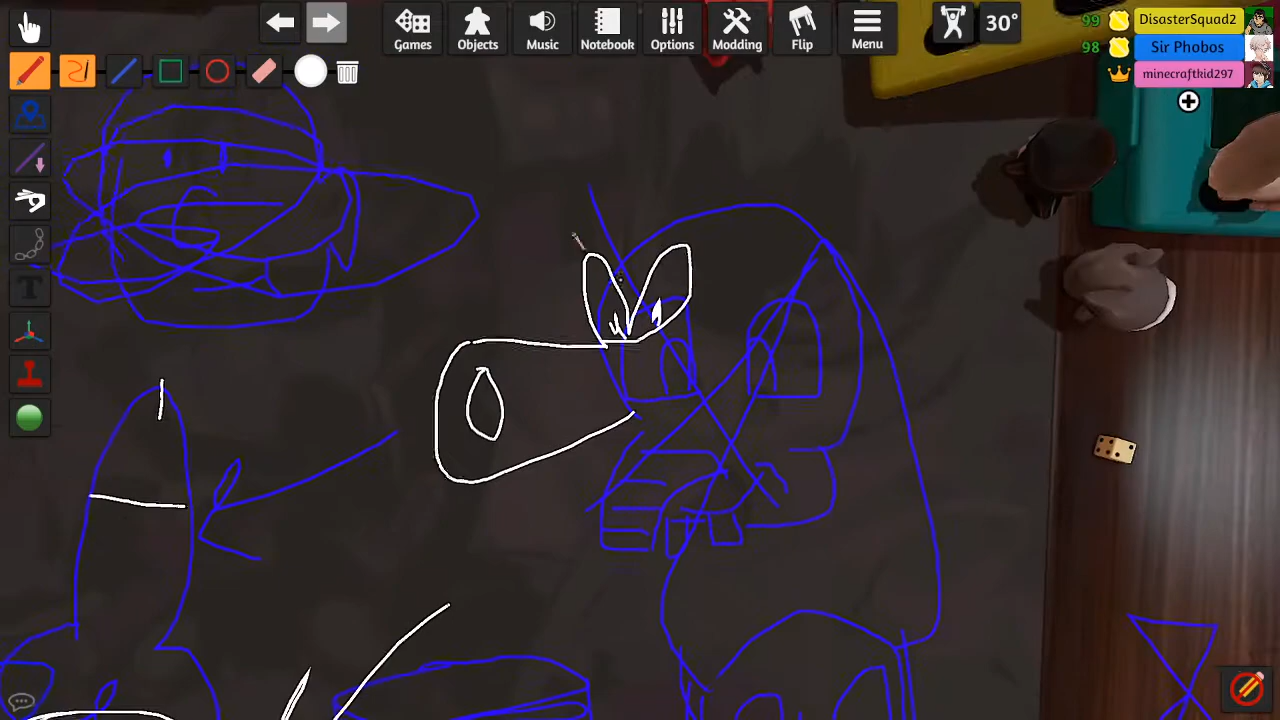 Games
Objects
Music
Notebook
Options
Modding
Flip
Menu
30°
99 DisasterSquad2
98 Sir Phobos
minecraftkid297
T